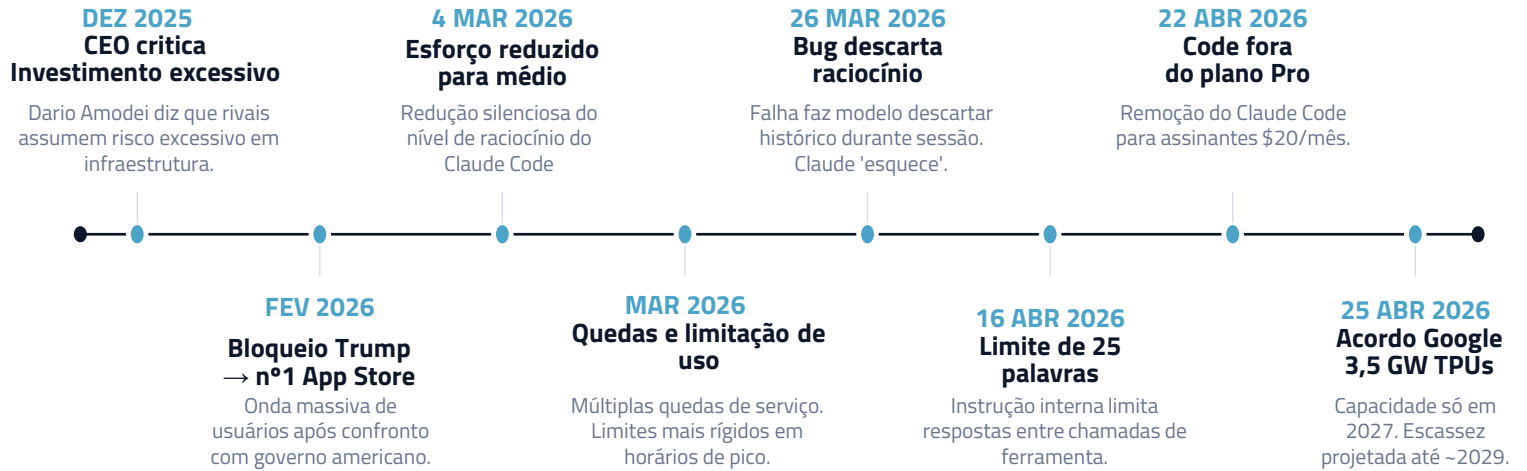 DEZ 2025
CEO critica
Investimento excessivo
Dario Amodei diz que rivais
assumem risco excessivo em
infraestrutura.
4 MAR 2026
Esforço reduzido
para médio
Redução silenciosa do
nível de raciocínio do
Claude Code
26 MAR 2026
Bug descarta
raciocínio
Falha faz modelo descartar
histórico durante sessão.
Claude 'esquece'.
22 ABR 2026
Code fora
do plano Pro
Remoção do Claude Code
para assinantes $20/mês.
FEV 2026
Bloqueio Trump
→ nº1 App Store
Onda massiva de
usuários após confronto
com governo americano.
MAR 2026
Quedas e limitação de
uso
Múltiplas quedas de serviço.
Limites mais rígidos em
horários de pico.
16 ABR 2026
Limite de 25
palavras
Instrução interna limita
respostas entre chamadas de
ferramenta.
25 ABR 2026
Acordo Google
3,5 GW TPUs
Capacidade só em
2027. Escassez
projetada até ~2029.